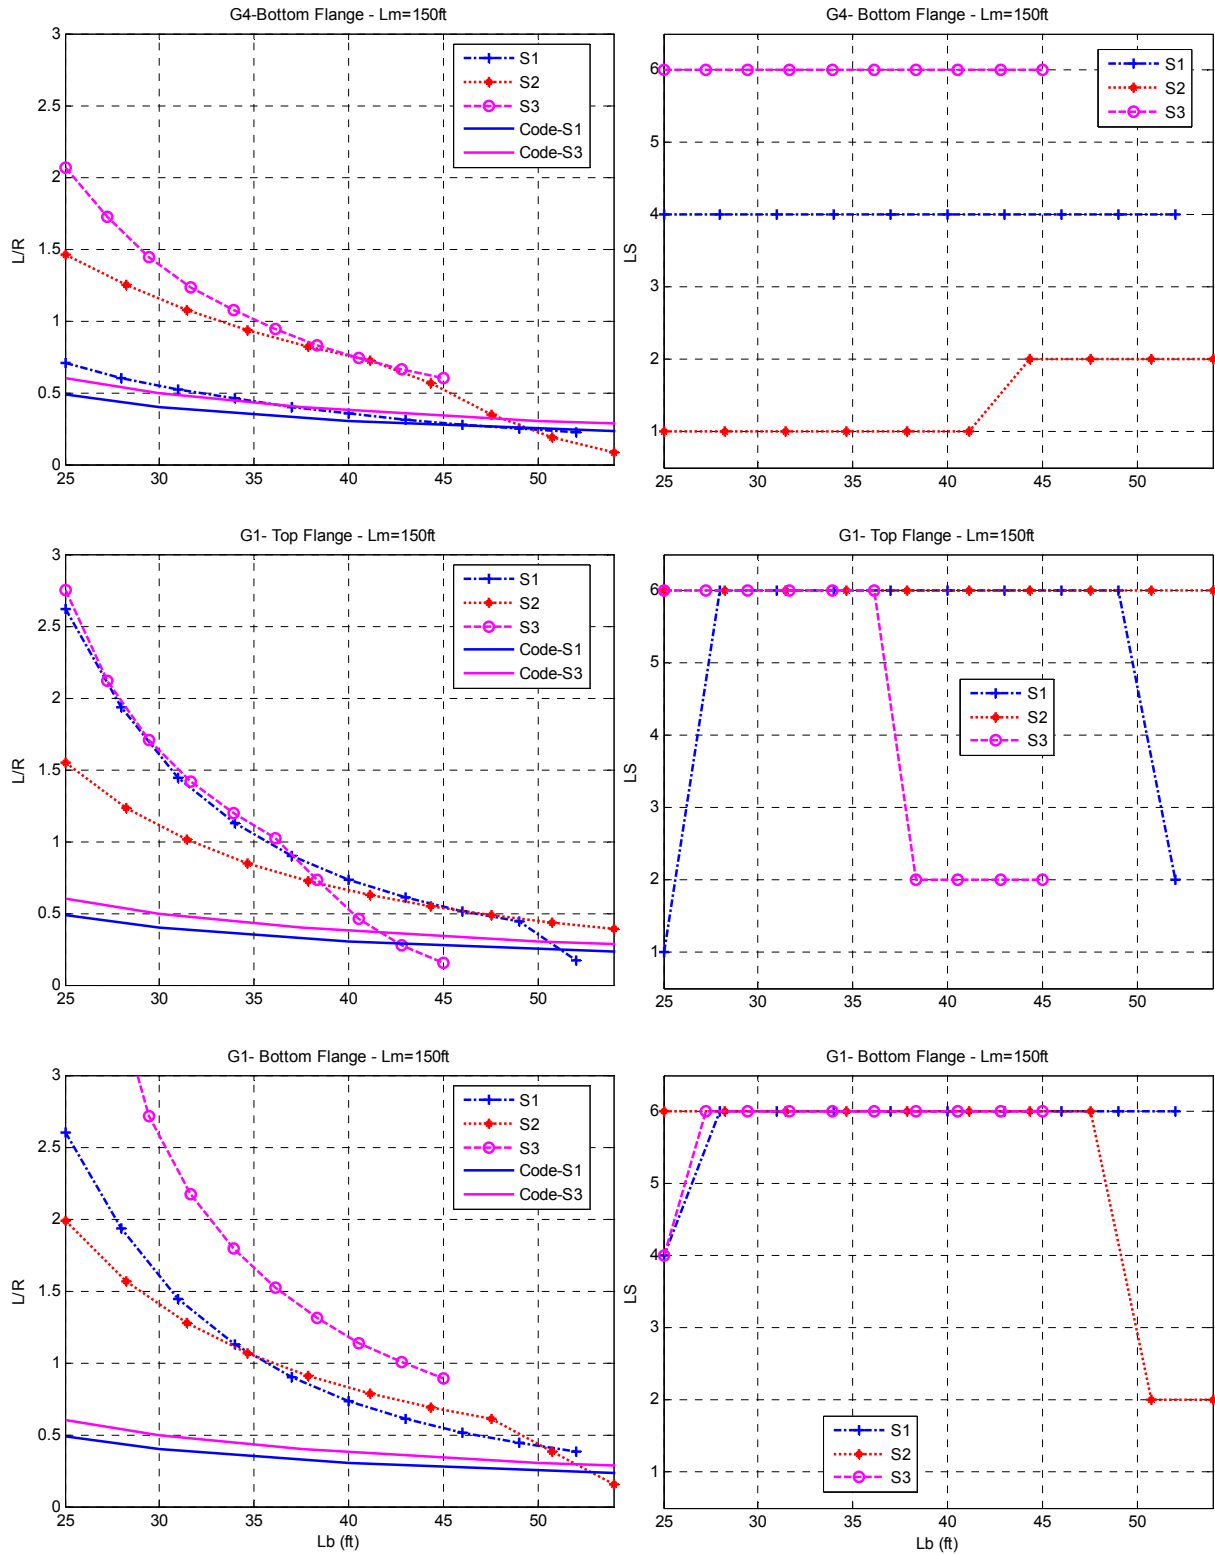 G4-Bottom Flange - Lm=150ft
3
2.5
2
1.5
1
0.5
0
L/R
25 30 35 40 45 50
S1
S2
S3
Code-S1
Code-S3
G4- Bottom Flange - Lm=150ft
6
5
4
3
2
1
LS
25 30 35 40 45 50
S1
S2
S3
G1- Top Flange - Lm=150ft
3
2.5
2
1.5
1
0.5
0
L/R
25 30 35 40 45 50
S1
S2
S3
Code-S1
Code-S3
G1- Top Flange - Lm=150ft
6
5
4
3
2
1
LS
25 30 35 40 45 50
S1
S2
S3
G1- Bottom Flange - Lm=150ft
3
2.5
2
1.5
1
0.5
0
L/R
25 30 35 40 45 50
Lb (ft)
S1
S2
S3
Code-S1
Code-S3
G1- Bottom Flange - Lm=150ft
6
5
4
3
2
1
LS
25 30 35 40 45 50
Lb (ft)
S1
S2
S3